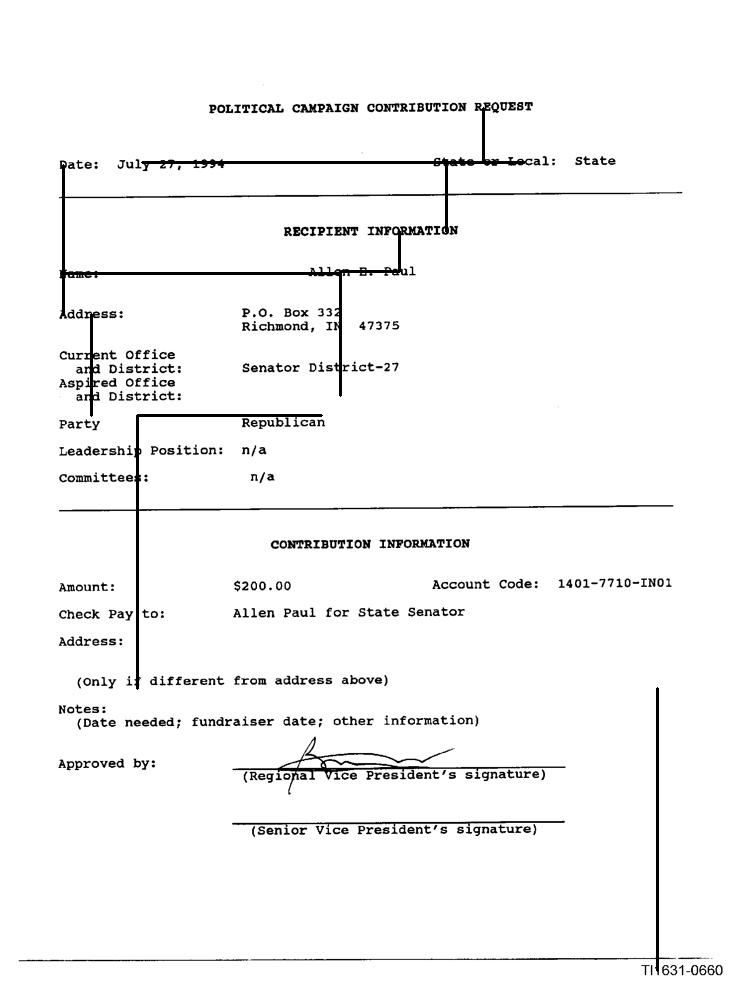 POLITICAL CAMPAIGN CONTRIBUTION REQUEST
Date: July 27, 1994 State or Local: State
RECIPIENT INFORMATION
Name: Allen E. Paul
Address: P.O. Box 332
Richmond, IN 47375
Current Office
and District: Senator District-27
Aspired Office
and District:
Party Republican
Leadership Position: n/a
Committees: n/a
CONTRIBUTION INFORMATION
Amount: $200.00 Account Code: 1401-7710-IN01
Check Pay to: Allen Paul for State Senator
Address:
(Only if different from address above)
Notes:
(Date needed; fundraiser date; other information)
Approved by:
(Regional Vice President's signature)
(Senior Vice President's signature)